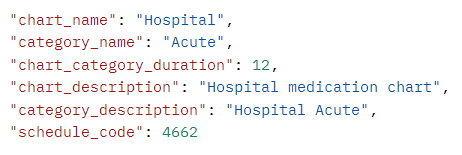 "chart_name": "Hospital",
"category_name": "Acute",
"chart_category_duration": 12,
"chart_description": "Hospital medication chart",
"category_description": "Hospital Acute",
"schedule_code": 4662